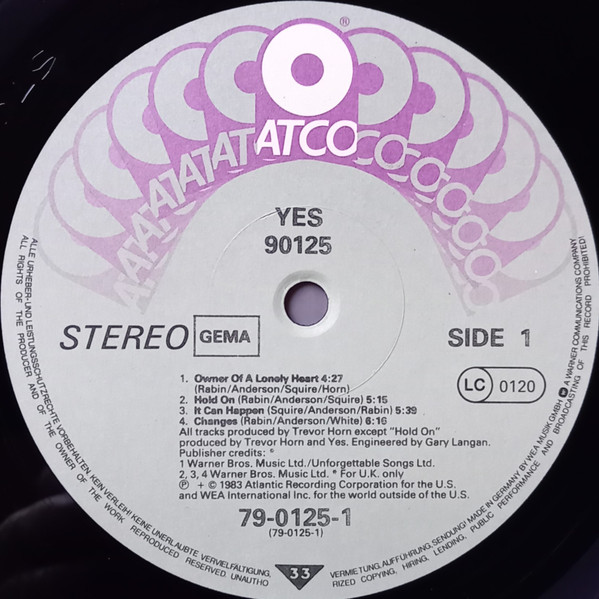 ®
ATCO
YES
90125
STEREO
GEMA
SIDE 1
LC 0120
1. Owner Of A Lonely Heart 4:27
(Rabin/Anderson/Squire/Horn)
2. Hold On (Rabin/Anderson/Squire) 5:15
3. It Can Happen (Squire/Anderson/Rabin) 5:39
4. Changes (Rabin/Anderson/White) 6:16
All tracks produced by Trevor Horn except "Hold On"
produced by Trevor Horn and Yes. Engineered by Gary Langan.
Publisher credits: *
1 Warner Bros. Music Ltd./Unforgettable Songs Ltd.
2, 3, 4 Warner Bros. Music Ltd. * For U.K. only
℗ + © 1983 Atlantic Recording Corporation for the U.S.
and WEA International Inc. for the world outside of the U.S.
79-0125-1
(79-0125-1)
33
ALLE URHEBER- UND LEISTUNGSSCHUTZRECHTE VORBEHALTEN. KEIN VERLEIH! KEINE UNERLAUBTE VERVIELFÄLTIGUNG, VERMIETUNG, AUFFÜHRUNG, SENDUNG! MADE IN GERMANY BY WEA MUSIK GMBH A WARNER COMMUNICATIONS COMPANY
ALL RIGHTS OF THE PRODUCER AND OF THE OWNER OF THE WORK REPRODUCED RESERVED. UNAUTHORIZED COPYING, HIRING, LENDING, PUBLIC PERFORMANCE AND BROADCASTING OF THIS RECORD PROHIBITED!